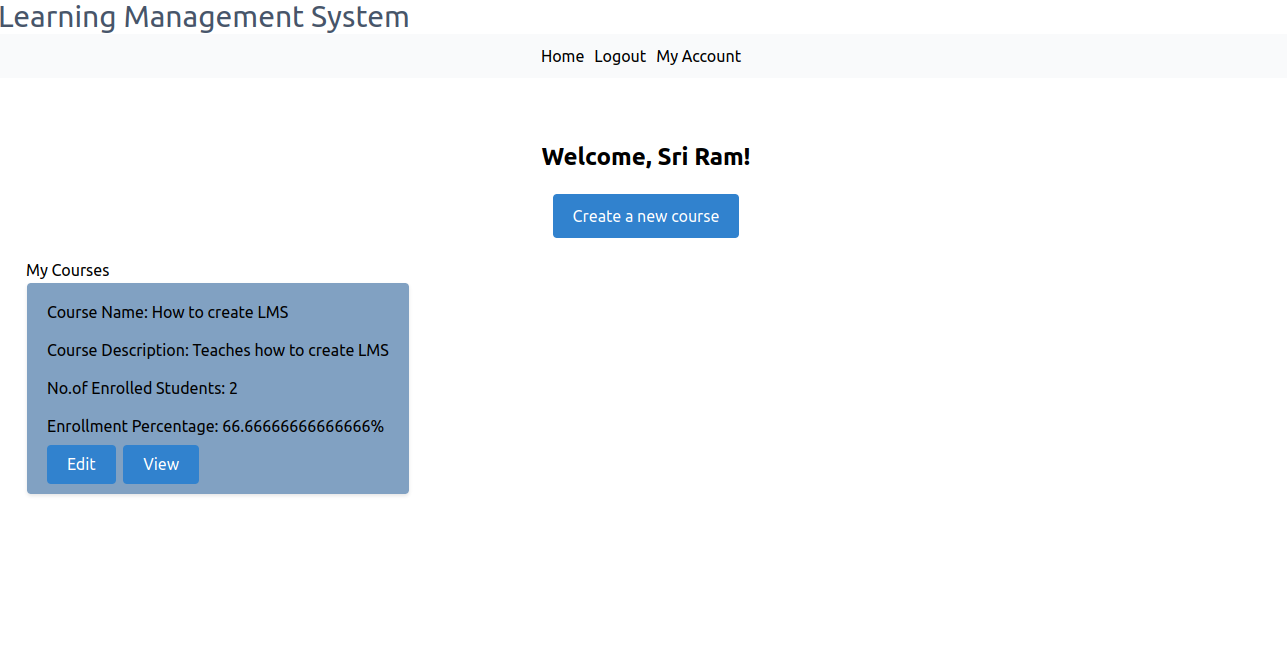 Learning Management System
Home Logout My Account
Welcome, Sri Ram!
Create a new course
My Courses
Course Name: How to create LMS
Course Description: Teaches how to create LMS
No.of Enrolled Students: 2
Enrollment Percentage: 66.66666666666666%
Edit View